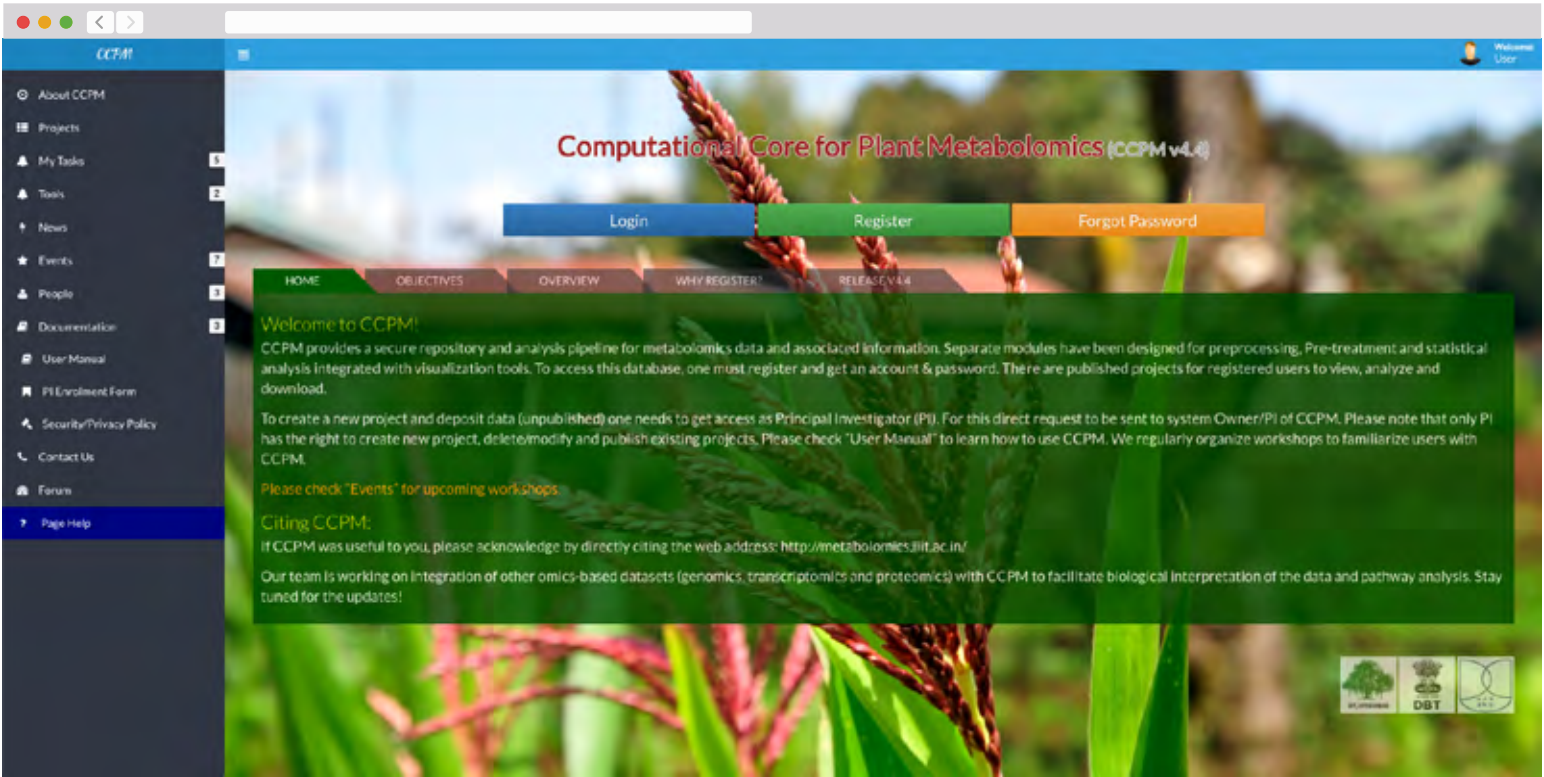 CCPM
Welcome
User
About CCPM
Projects
My Tasks 5
Tools 2
News
Events 7
People 3
Documentation 3
User Manual
PI Enrolment Form
Security/Privacy Policy
Contact Us
Forum
? Page Help
Computational Core for Plant Metabolomics (CCPM v4.4)
Login Register Forgot Password
HOME OBJECTIVES OVERVIEW WHY REGISTER? RELEASE V4.4
Welcome to CCPM!
CCPM provides a secure repository and analysis pipeline for metabolomics data and associated information. Separate modules have been designed for preprocessing, Pre-treatment and statistical
analysis integrated with visualization tools. To access this database, one must register and get an account & password. There are published projects for registered users to view, analyze and
download.
To create a new project and deposit data (unpublished) one needs to get access as Principal Investigator (PI). For this direct request to be sent to system Owner/PI of CCPM. Please note that only PI
has the right to create new project, delete/modify and publish existing projects. Please check "User Manual" to learn how to use CCPM. We regularly organize workshops to familiarize users with
CCPM.
Please check "Events" for upcoming workshops.
Citing CCPM:
If CCPM was useful to you, please acknowledge by directly citing the web address: http://metabolomics.iiit.ac.in/
Our team is working on integration of other omics-based datasets (genomics, transcriptomics and proteomics) with CCPM to facilitate biological interpretation of the data and pathway analysis. Stay
tuned for the updates!
DBT